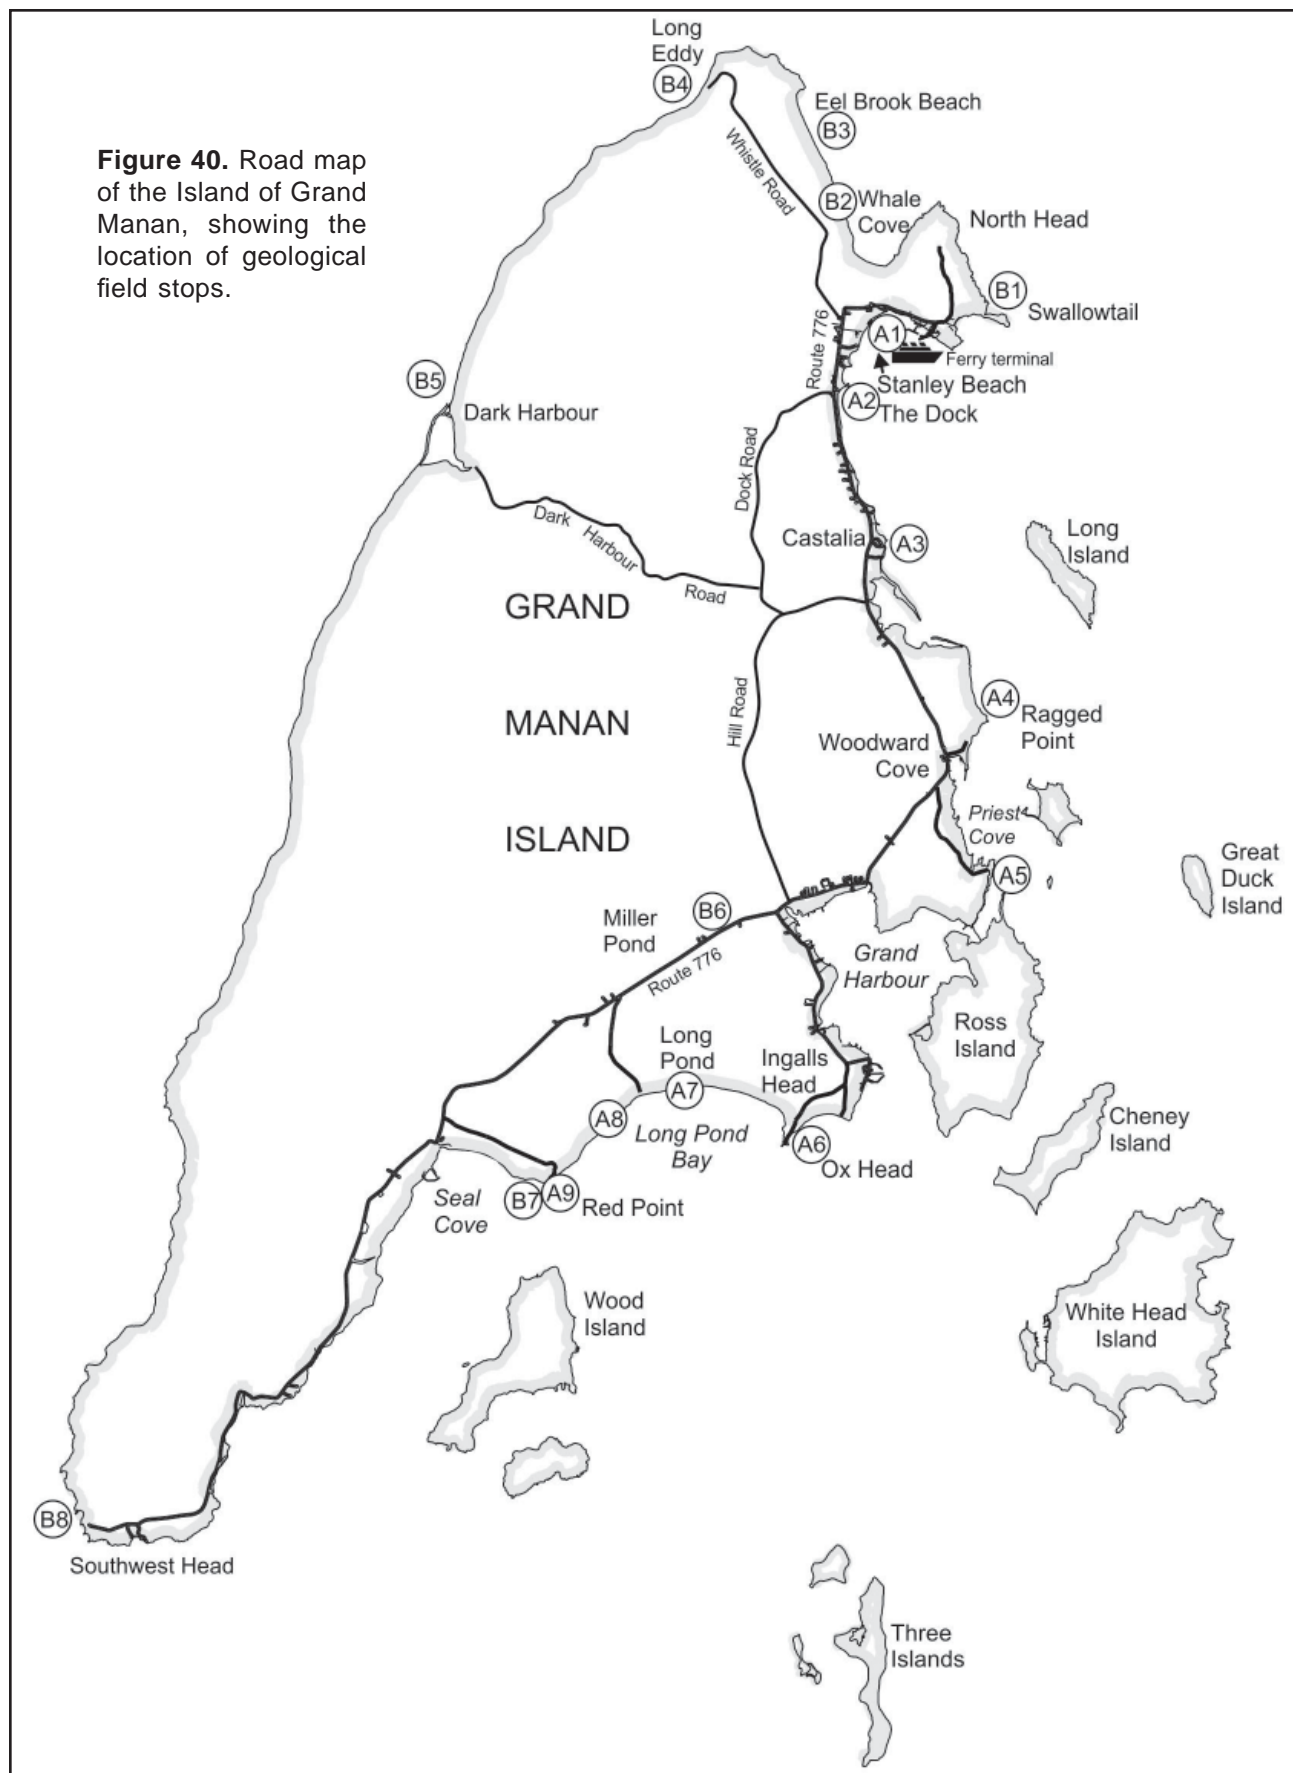 Long
Eddy
B4
Eel Brook Beach
B3
Figure 40. Road map
of the Island of Grand
Manan, showing the
location of geological
field stops.
Whistle Road
B2
Whale
Cove
North Head
B1
Swallowtail
Route 776
A1
Ferry terminal
Stanley Beach
A2
The Dock
B5
Dark Harbour
Dock Road
Dark Harbour Road
Castalia
A3
Long
Island
GRAND
MANAN
ISLAND
Hill Road
A4
Ragged
Point
Woodward
Cove
Priest
Cove
A5
Great
Duck
Island
B6
Miller
Pond
Route 776
Grand
Harbour
Ross
Island
Long
Pond
A7
Ingalls
Head
A8
Long Pond
Bay
A6
Ox Head
Cheney
Island
Seal
Cove
B7
A9
Red Point
Wood
Island
White Head
Island
B8
Southwest Head
Three
Islands